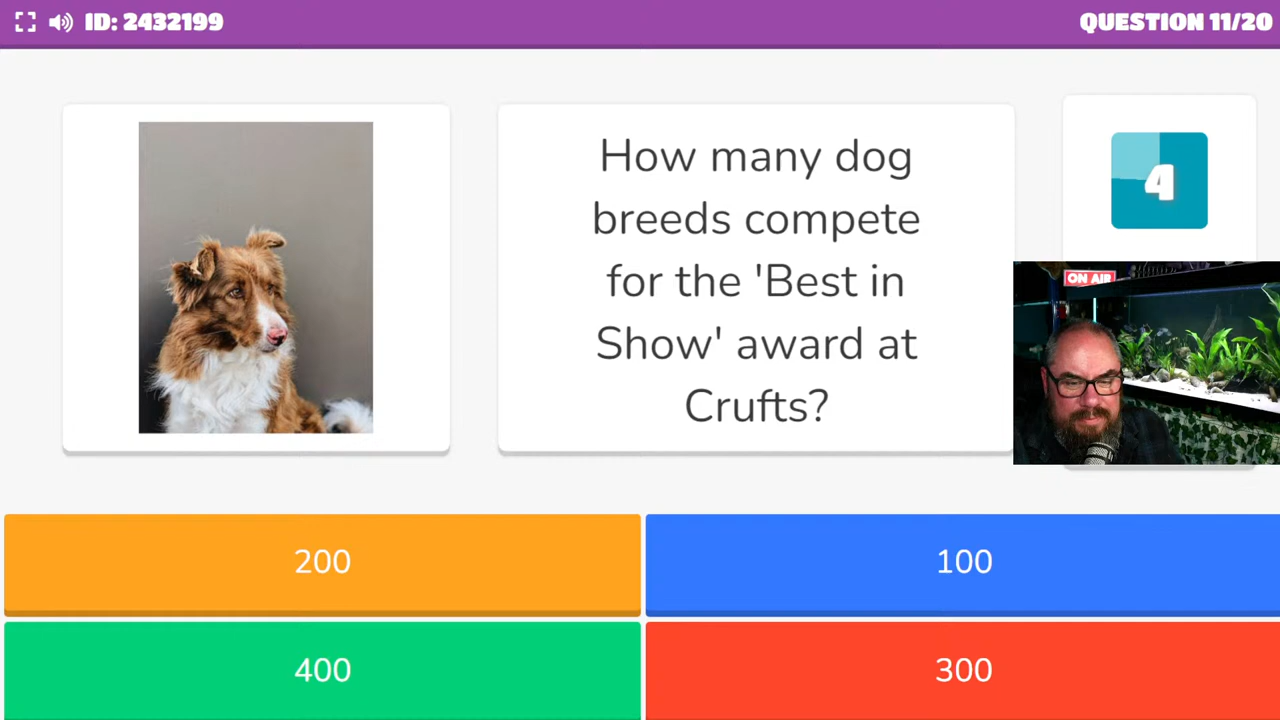 ID: 2432199
QUESTION 11/20
How many dog
breeds compete
for the 'Best in
Show' award at
Crufts?
4
ON AIR
200
100
400
300